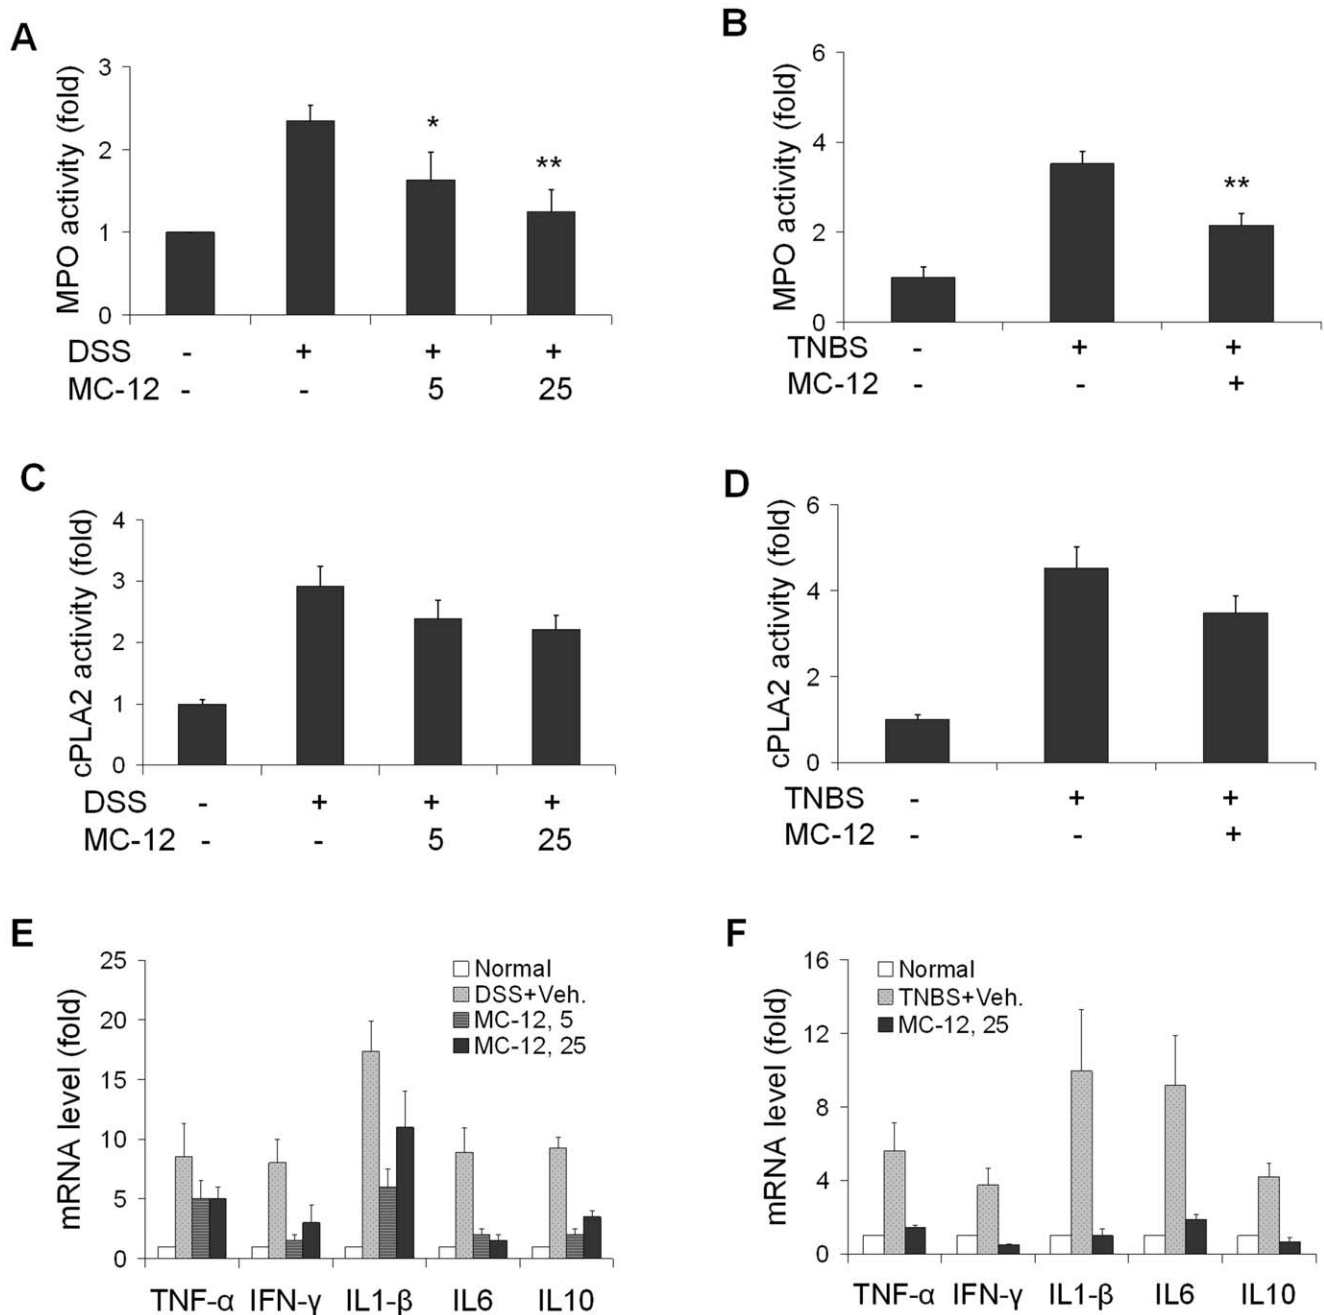 A
MPO activity (fold)
3
2
1
0
*
**
DSS - + + +
MC-12 - - 5 25
B
MPO activity (fold)
6
4
2
0
**
TNBS - + +
MC-12 - - +
C
cPLA2 activity (fold)
4
3
2
1
0
DSS - + + +
MC-12 - - 5 25
D
cPLA2 activity (fold)
6
4
2
0
TNBS - + +
MC-12 - - +
E
mRNA level (fold)
25
20
15
10
5
0
Normal
DSS+Veh.
MC-12, 5
MC-12, 25
TNF-α IFN-γ IL1-β IL6 IL10
F
mRNA level (fold)
16
12
8
4
0
Normal
TNBS+Veh.
MC-12, 25
TNF-α IFN-γ IL1-β IL6 IL10